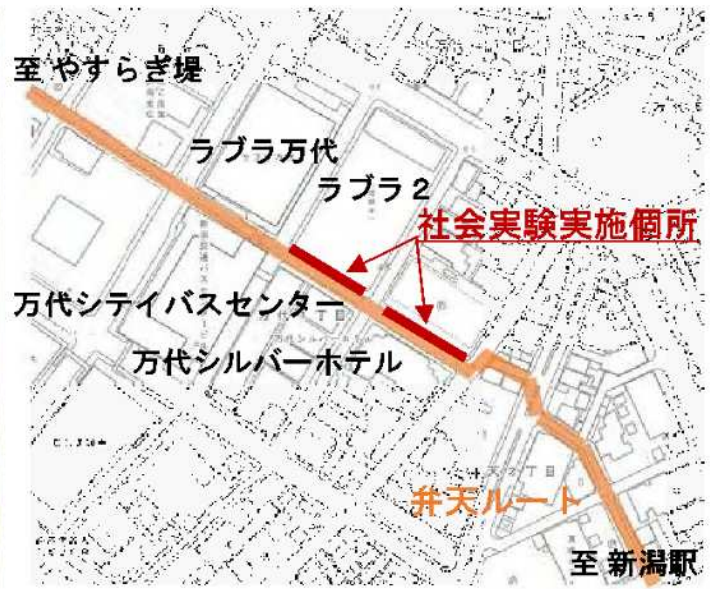 至 やすらぎ堤
ラブラ万代
ラブラ２
社会実験実施個所
万代シテイバスセンター
万代シルバーホテル
弁天ルート
至 新潟駅